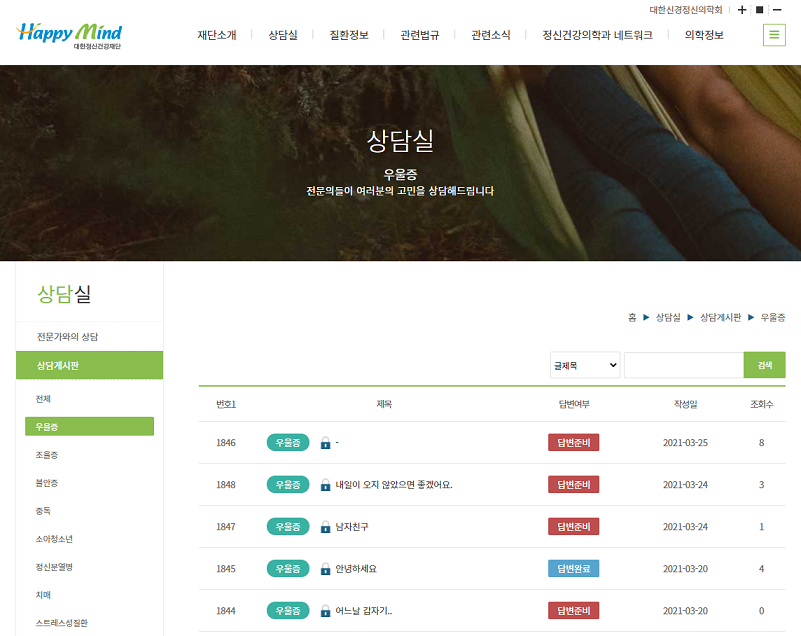 대한신경정신의학회
Happy Mind
대한정신건강재단
재단소개 상담실 질환정보 관련법규 관련소식 정신건강의학과 네트워크 의학정보
상담실
우울증
전문의들이 여러분의 고민을 상담해드립니다
상담실
홈 ▶ 상담실 ▶ 상담게시판 ▶ 우울증
전문가와의 상담
상담게시판
글제목 검색
전체
우울증
조울증
불안증
중독
소아청소년
정신분열병
치매
스트레스성질환
번호1 제목 답변여부 작성일 조회수
1846 우울증 - 답변준비 2021-03-25 8
1848 우울증 내일이 오지 않았으면 좋겠어요. 답변준비 2021-03-24 3
1847 우울증 남자친구 답변준비 2021-03-24 1
1845 우울증 안녕하세요 답변완료 2021-03-20 4
1844 우울증 어느날 갑자기.. 답변준비 2021-03-20 0